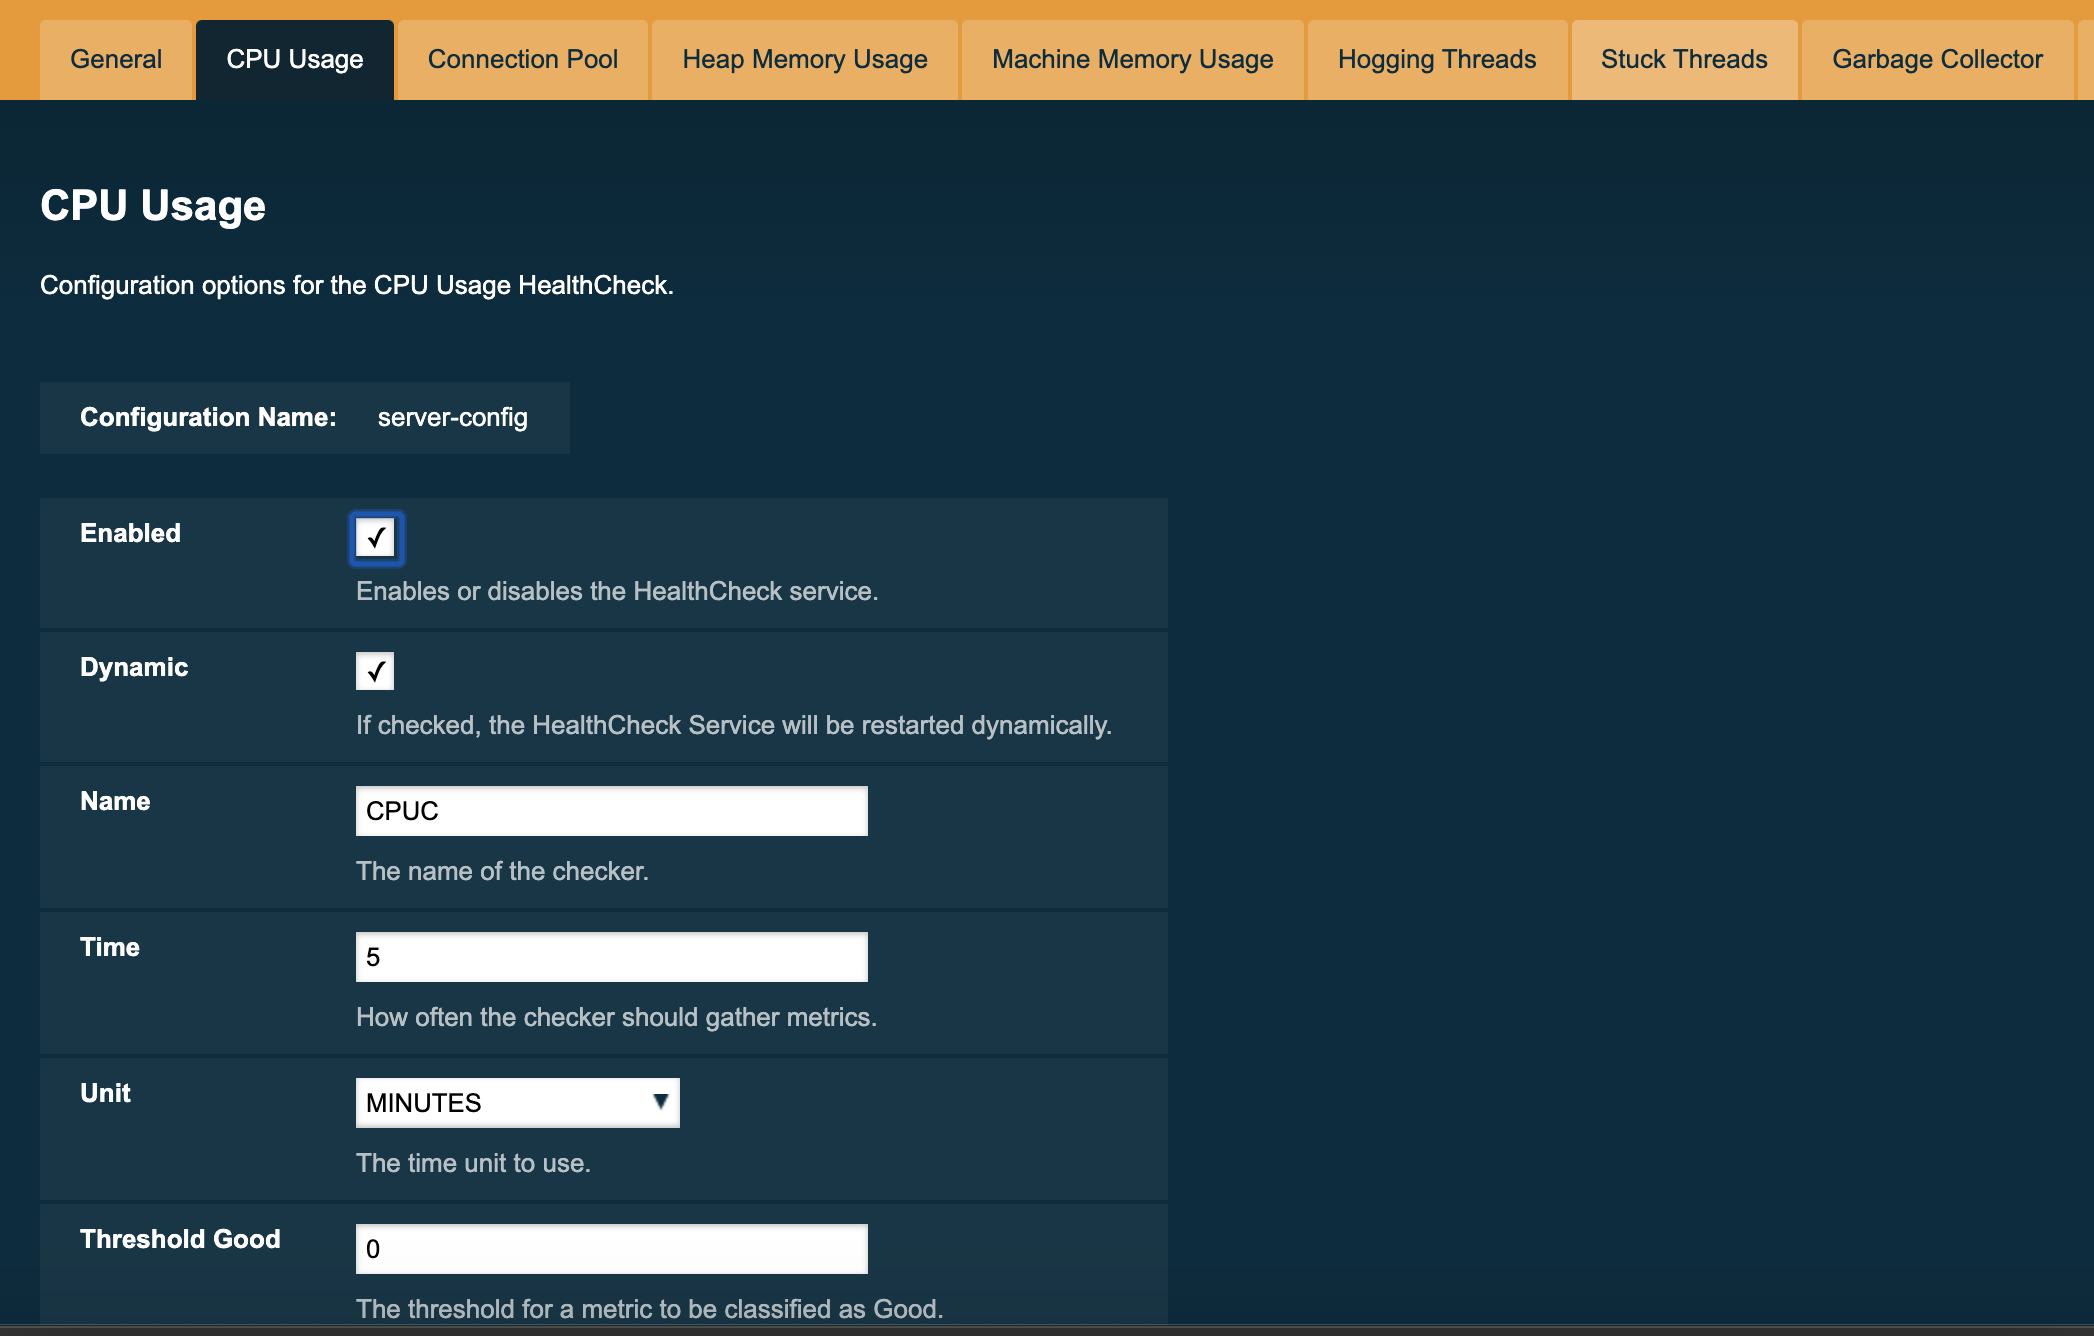 General CPU Usage Connection Pool Heap Memory Usage Machine Memory Usage Hogging Threads Stuck Threads Garbage Collector
CPU Usage
Configuration options for the CPU Usage HealthCheck.
Configuration Name: server-config
Enabled
Enables or disables the HealthCheck service.
Dynamic
If checked, the HealthCheck Service will be restarted dynamically.
Name CPUC
The name of the checker.
Time 5
How often the checker should gather metrics.
Unit MINUTES
The time unit to use.
Threshold Good 0
The threshold for a metric to be classified as Good.